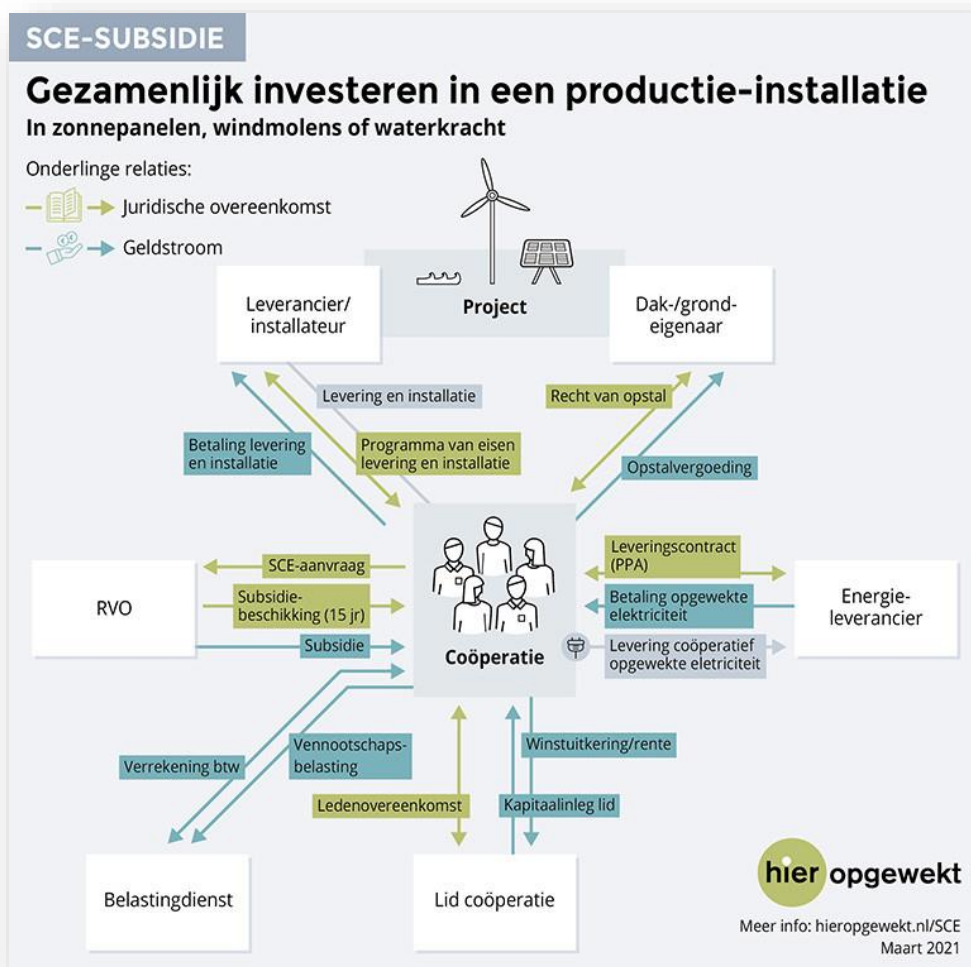 SCE-SUBSIDIE
Gezamenlijk investeren in een productie-installatie
In zonnepanelen, windmolens of waterkracht
Onderlinge relaties:
Juridische overeenkomst
Geldstroom
Leverancier/
installateur
Project
Dak-/grond-
eigenaar
Levering en installatie
Recht van opstal
Betaling levering
en installatie
Programma van eisen
levering en installatie
Opstalvergoeding
SCE-aanvraag
Subsidie-
beschikking (15 jr)
Subsidie
RVO
Coöperatie
Leveringscontract
(PPA)
Betaling opgewekte
elektriciteit
Levering coöperatief
opgewekte eletriciteit
Energie-
leverancier
Verrekening btw
Vennootschaps-
belasting
Winstuitkering/rente
Ledenovereenkomst
Kapitaalinleg lid
Belastingdienst
Lid coöperatie
hier opgewekt
Meer info: hieropgewekt.nl/SCE
Maart 2021